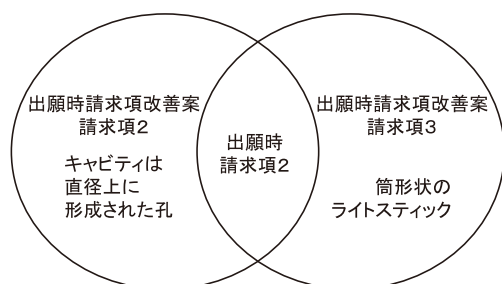 出願時請求項改善案
請求項2
キャビティは
直径上に
形成された孔
出願時
請求項2
出願時請求項改善案
請求項3
筒形状の
ライトスティック